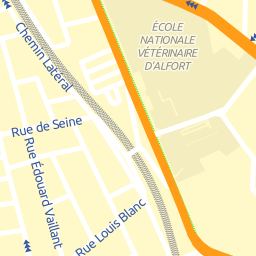 ÉCOLE
NATIONALE
VÉTÉRINAIRE
D'ALFORT
Chemin Latéral
Rue de Seine
Rue Édouard Vaillant
Rue Louis Blanc